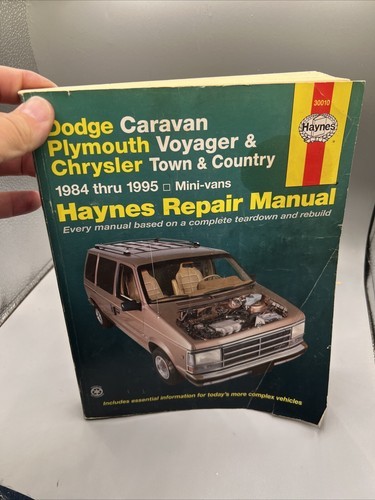 30010
Haynes
Dodge Caravan
Plymouth Voyager &
Chrysler Town & Country
1984 thru 1995 □ Mini-vans
Haynes Repair Manual
Every manual based on a complete teardown and rebuild
Includes essential information for today's more complex vehicles